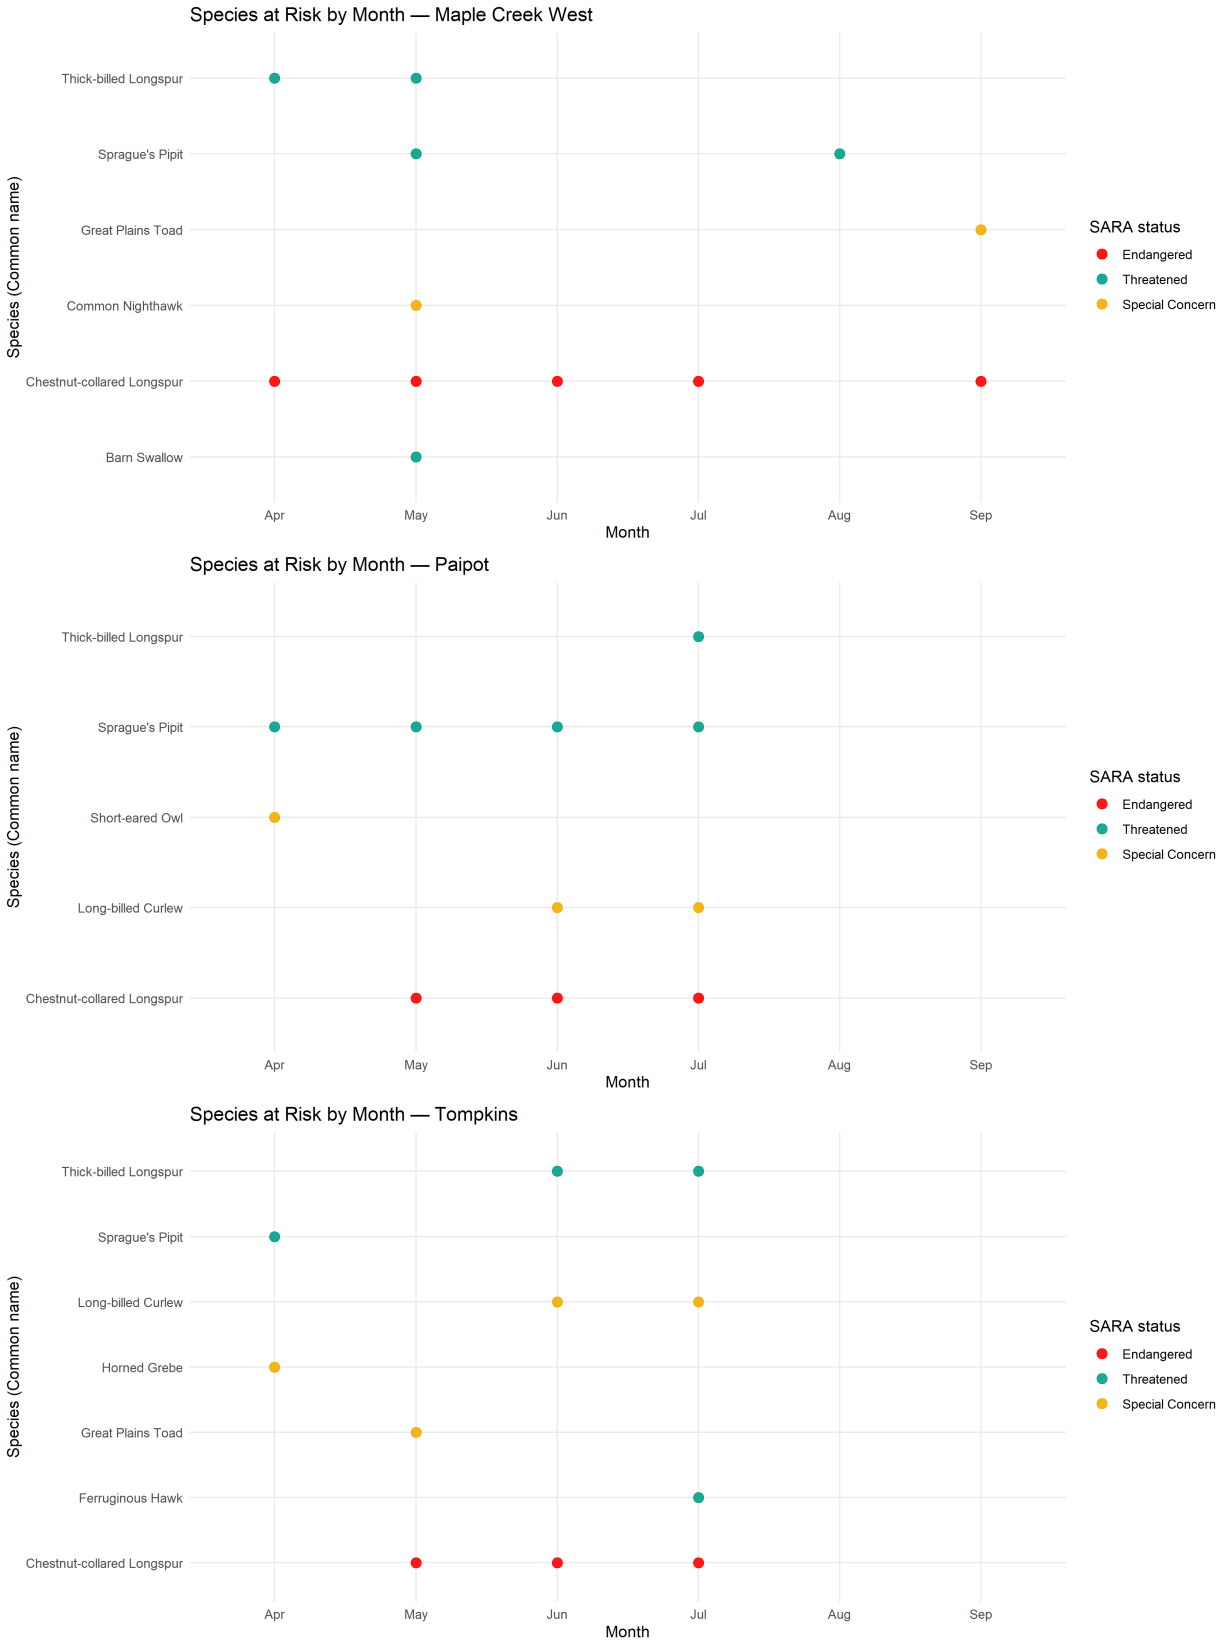 Species at Risk by Month — Maple Creek West
Species (Common name)
Thick-billed Longspur
Sprague's Pipit
Great Plains Toad
Common Nighthawk
Chestnut-collared Longspur
Barn Swallow
Apr May Jun Jul Aug Sep
Month
SARA status
Endangered
Threatened
Special Concern
Species at Risk by Month — Paipot
Species (Common name)
Thick-billed Longspur
Sprague's Pipit
Short-eared Owl
Long-billed Curlew
Chestnut-collared Longspur
Apr May Jun Jul Aug Sep
Month
SARA status
Endangered
Threatened
Special Concern
Species at Risk by Month — Tompkins
Species (Common name)
Thick-billed Longspur
Sprague's Pipit
Long-billed Curlew
Horned Grebe
Great Plains Toad
Ferruginous Hawk
Chestnut-collared Longspur
Apr May Jun Jul Aug Sep
Month
SARA status
Endangered
Threatened
Special Concern